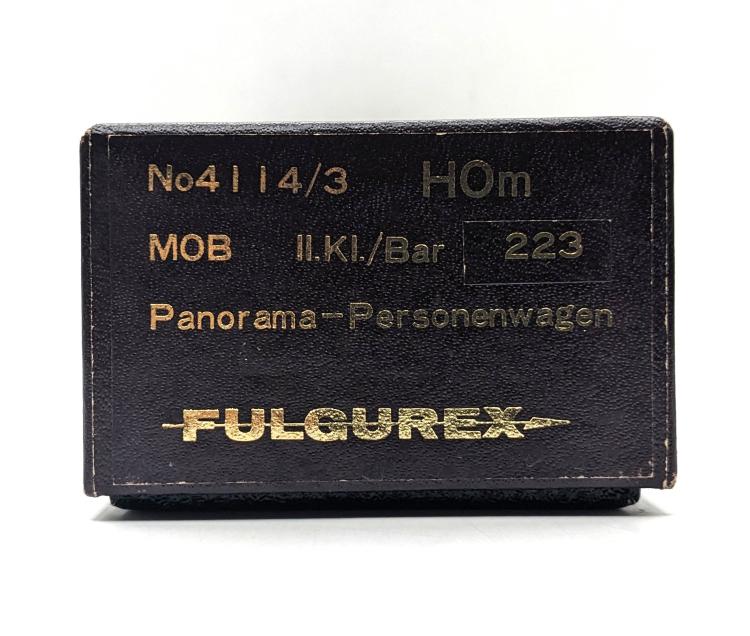 No4114/3 HOm
MOB II.Kl./Bar 223
Panorama-Personenwagen
FULGUREX